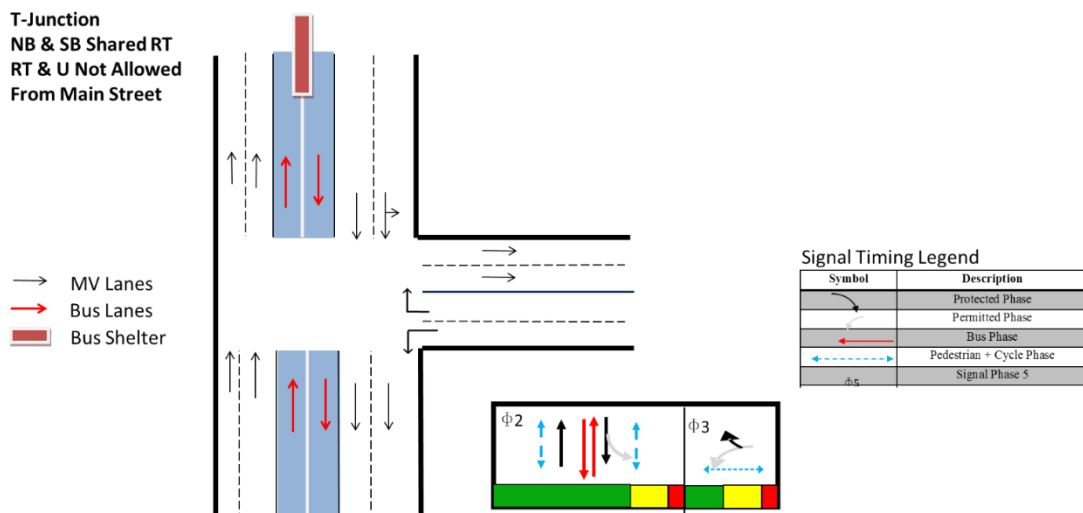 T-Junction
NB & SB Shared RT
RT & U Not Allowed
From Main Street
MV Lanes
Bus Lanes
Bus Shelter
Signal Timing Legend
Symbol Description
Protected Phase
Permitted Phase
Bus Phase
Pedestrian + Cycle Phase
ϕ5 Signal Phase 5
ϕ2 ϕ3